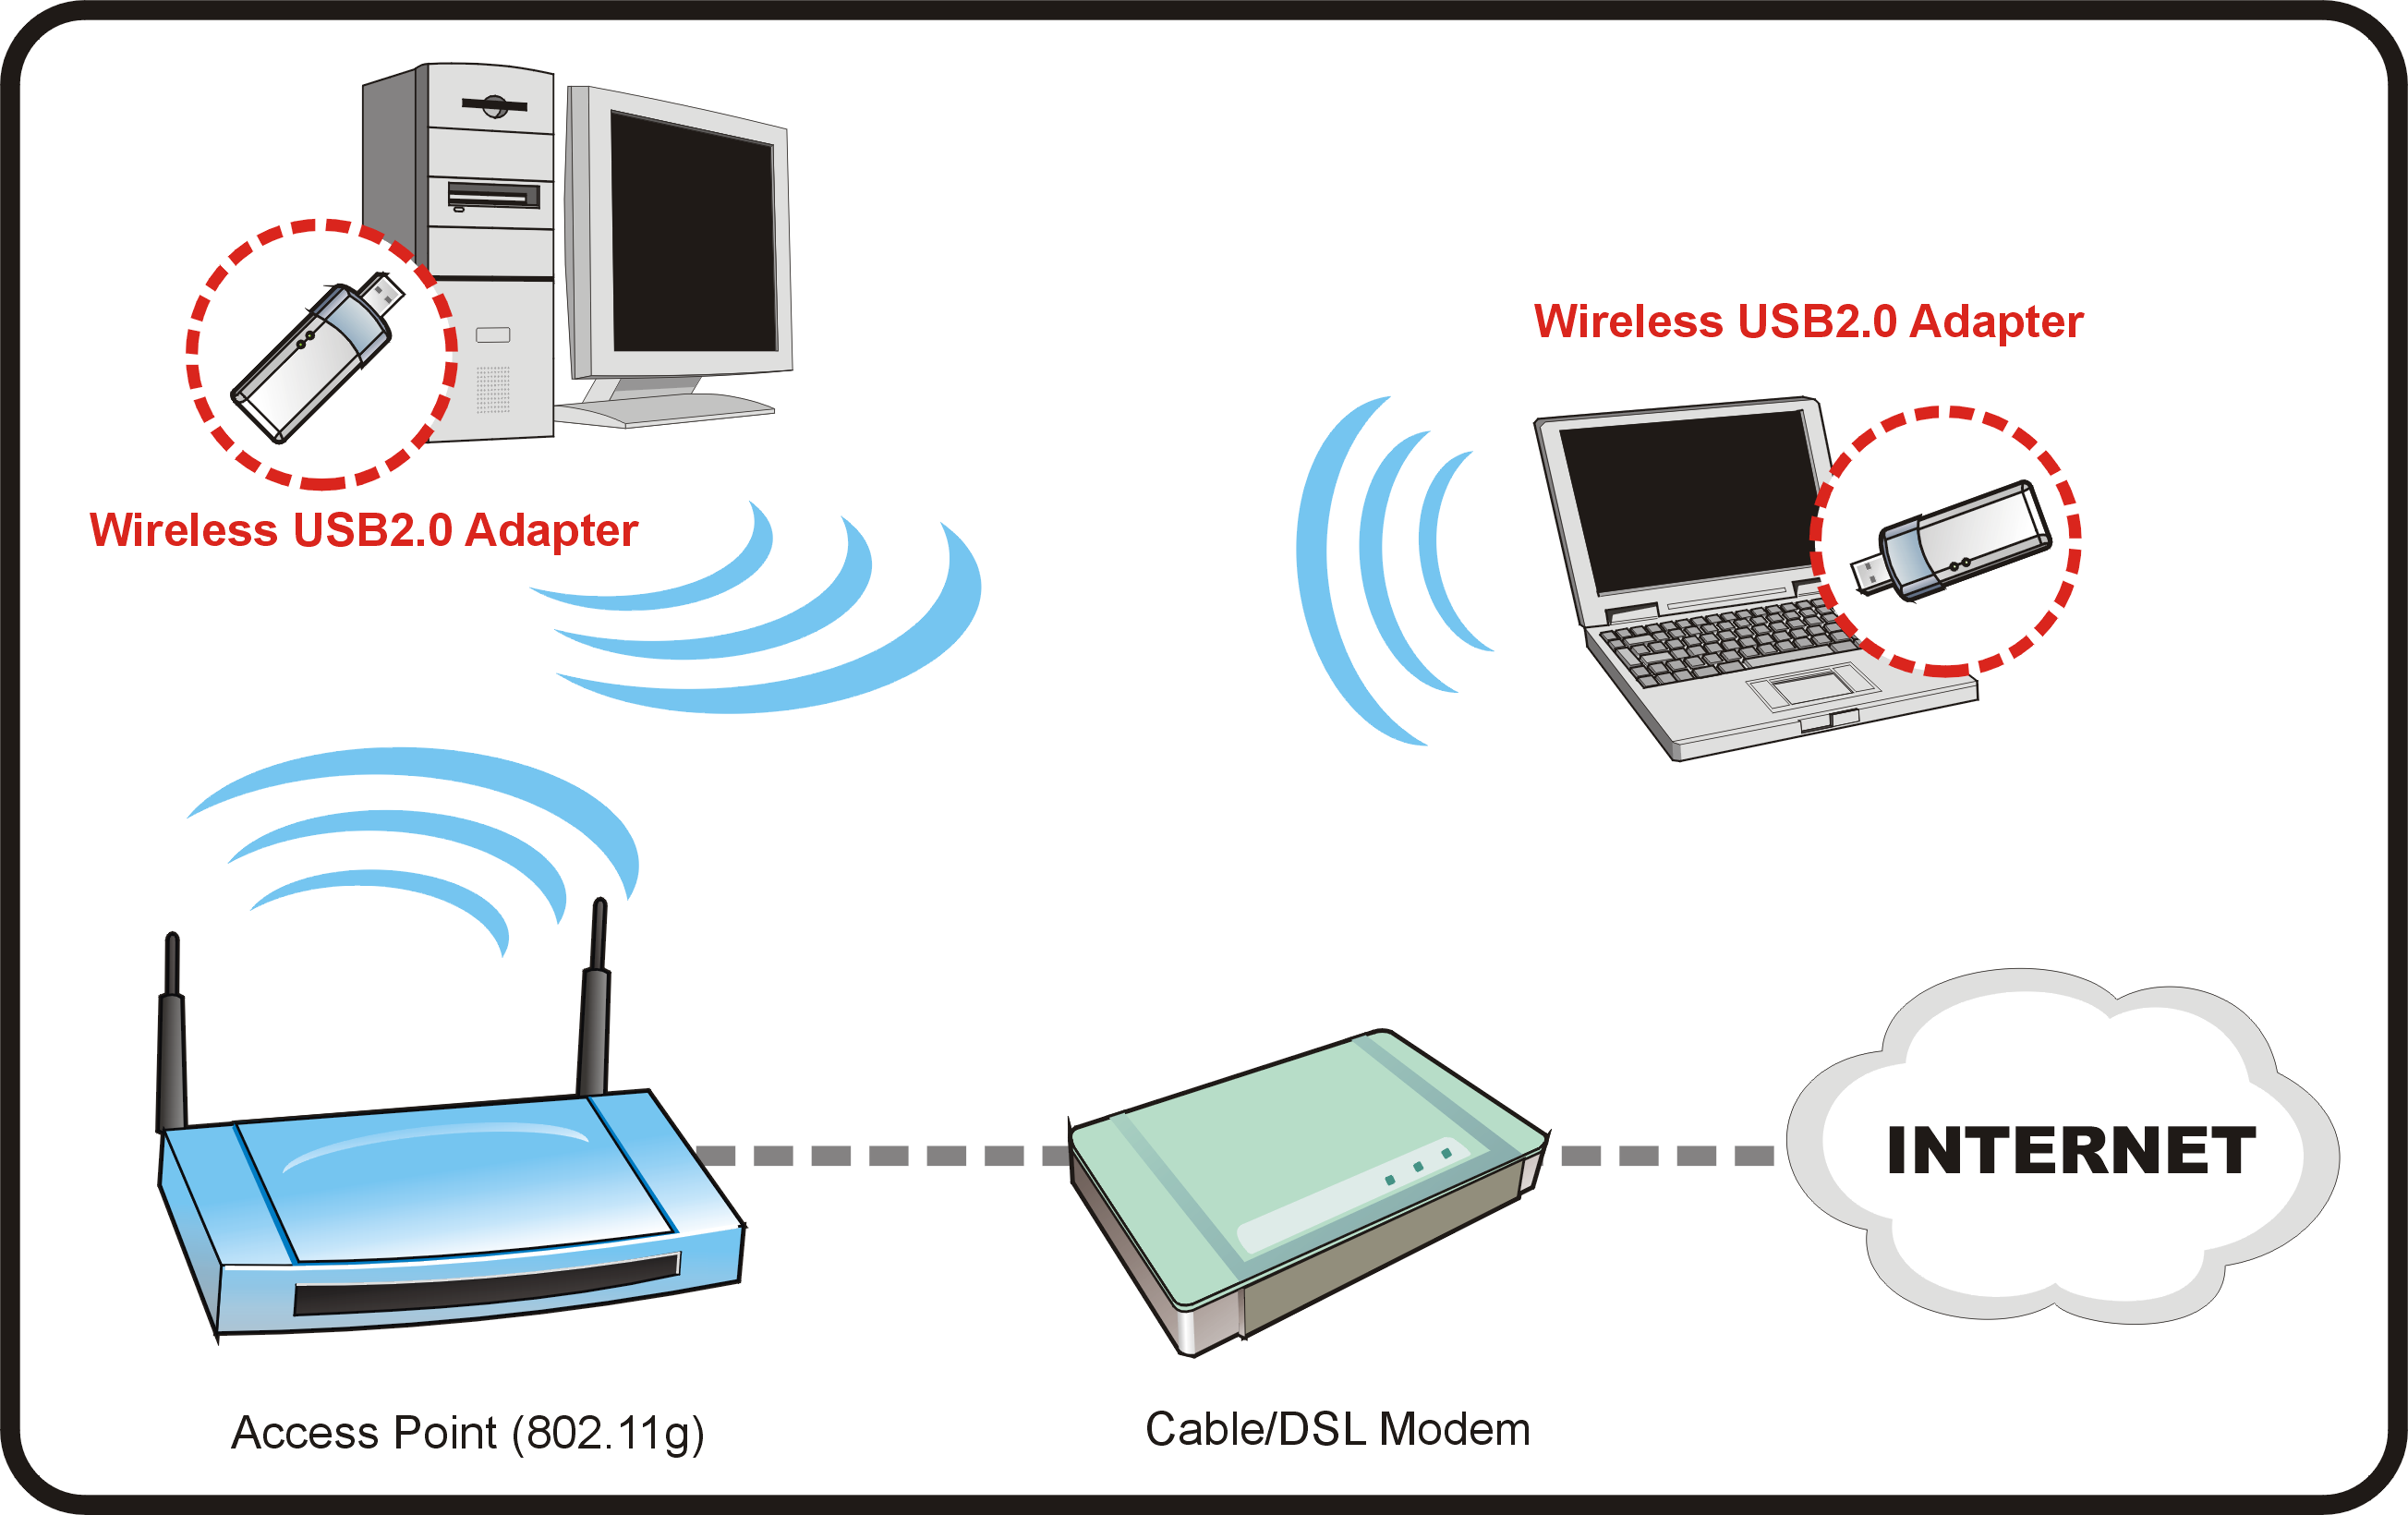 Wireless USB2.0 Adapter
Wireless USB2.0 Adapter
INTERNET
Access Point (802.11g)
Cable/DSL Modem